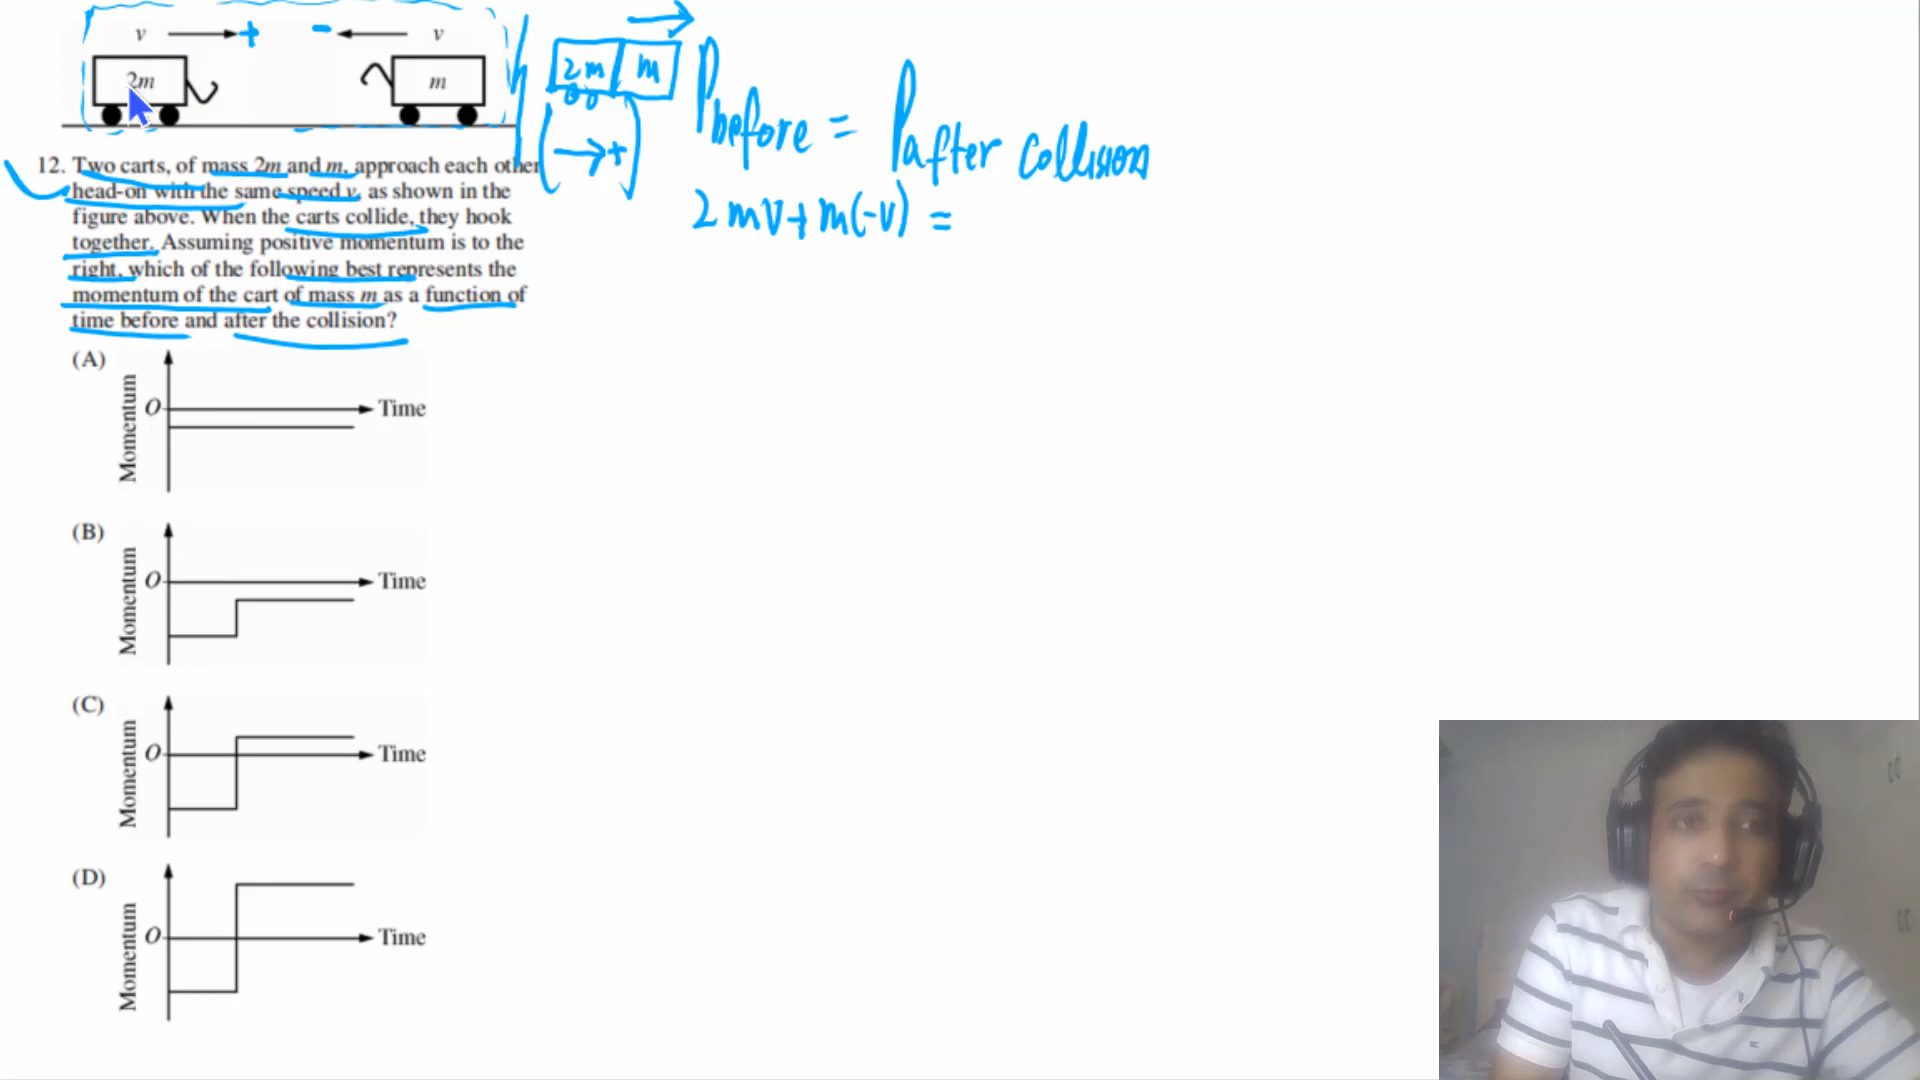 v + - v
2m m
2m m
→+
P before = P after collision
2mv+m(-v) =
12. Two carts, of mass 2m and m, approach each other
head-on with the same speed v, as shown in the
figure above. When the carts collide, they hook
together. Assuming positive momentum is to the
right, which of the following best represents the
momentum of the cart of mass m as a function of
time before and after the collision?
(A)
Momentum
O
Time
(B)
Momentum
O
Time
(C)
Momentum
O
Time
(D)
Momentum
O
Time